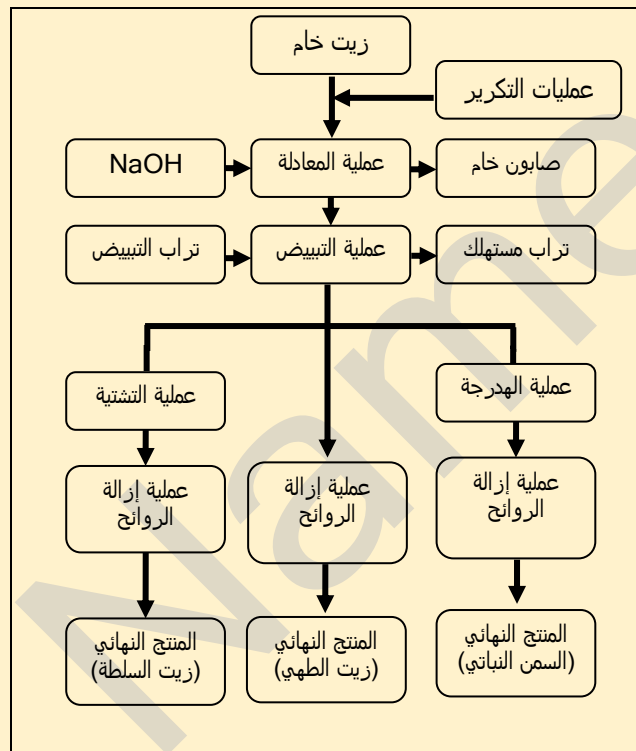 زيت خام
عمليات التكرير
صابون خام
عملية المعادلة
NaOH
تراب مستهلك
عملية التبييض
تراب التبييض
عملية الهدرجة
عملية التشتية
عملية إزالة
الروائح
عملية إزالة
الروائح
عملية إزالة
الروائح
المنتج النهائي
(السمن النباتي)
المنتج النهائي
(زيت الطهي)
المنتج النهائي
(زيت السلطة)
Name